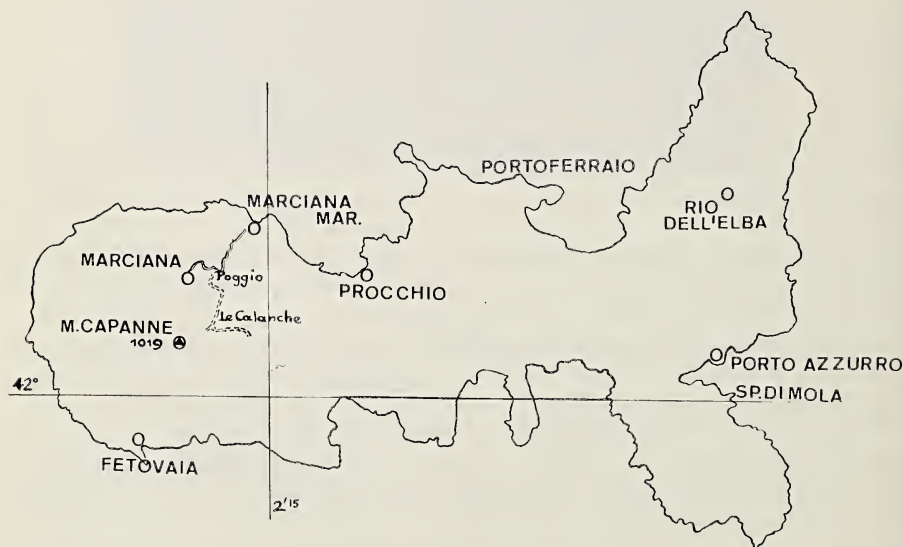 PORTOFERRAIO
MARCIANA
MAR.
RIO
DELL'ELBA
MARCIANA
Poggio
PROCCHIO
Le Calanche
M.CAPANNE
1019
PORTO AZZURRO
42°
SP.DI MOLA
FETOVAIA
2'15